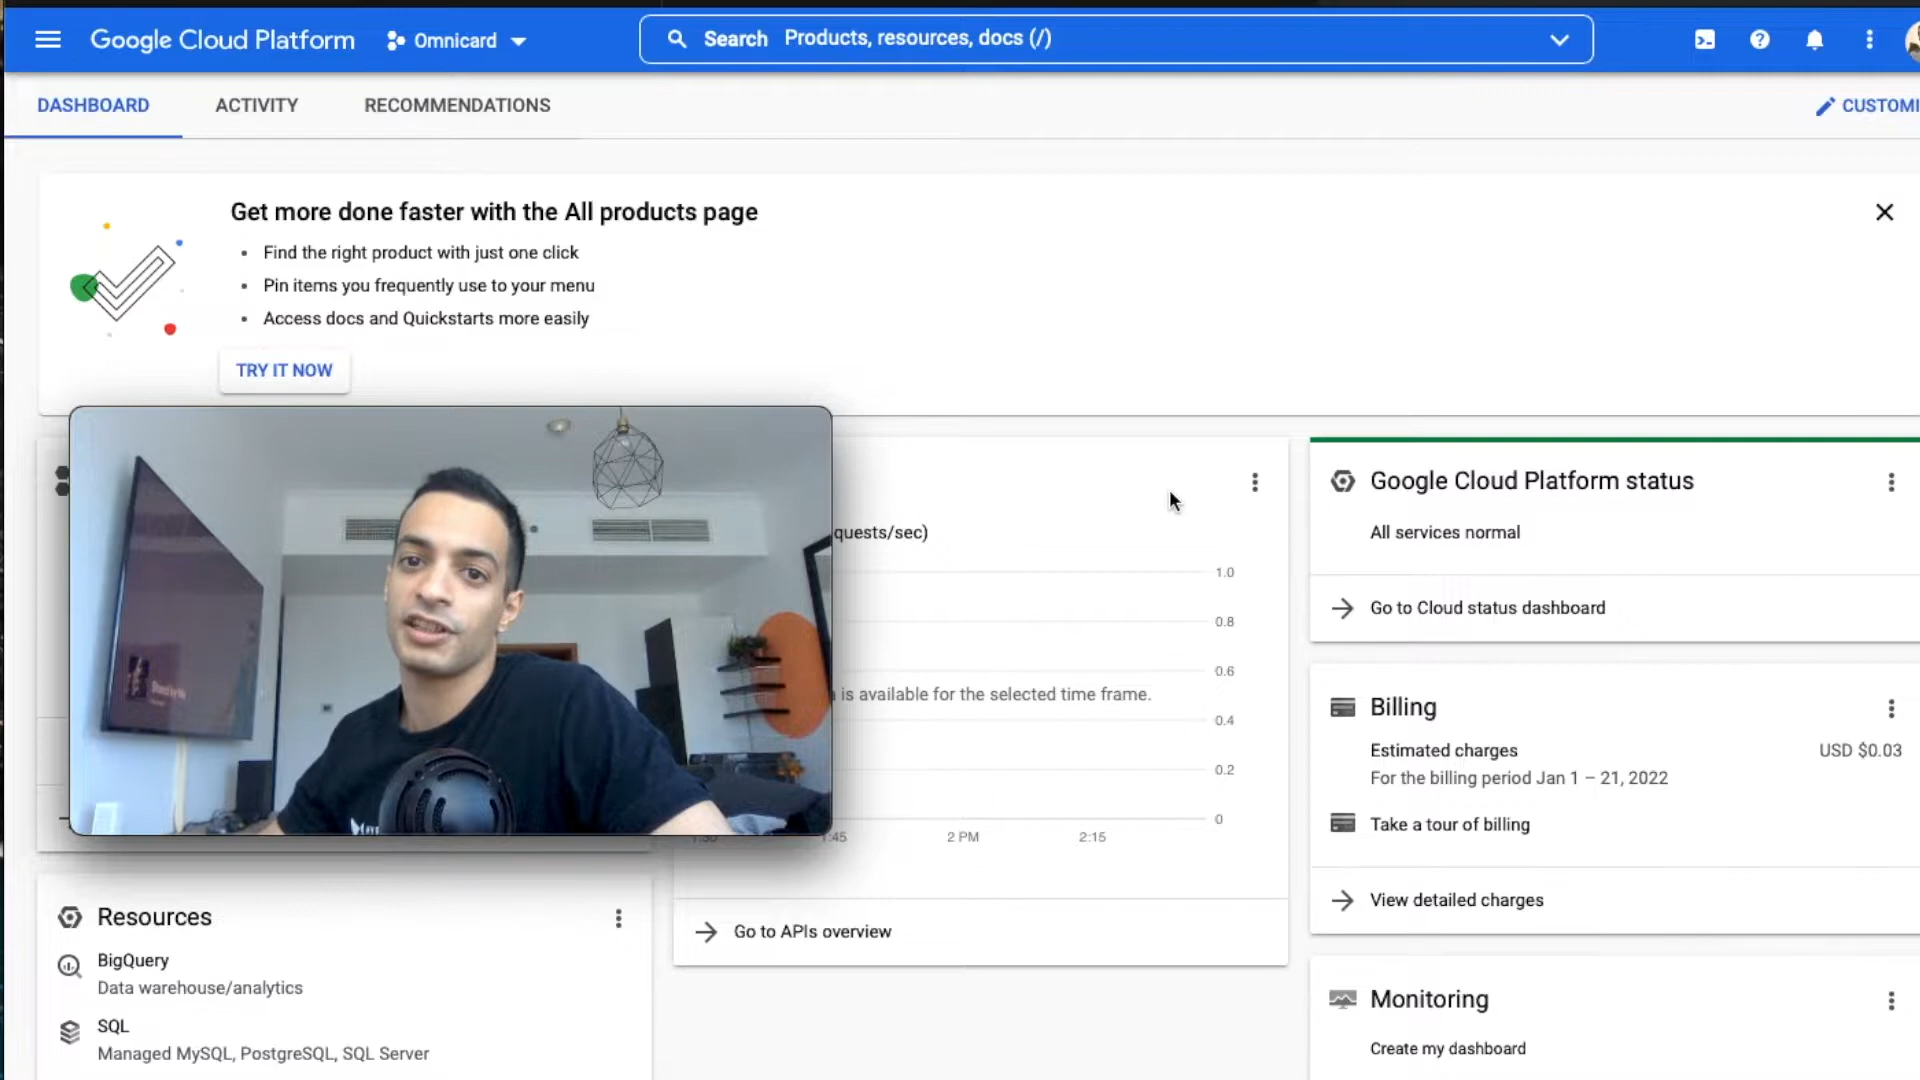 Google Cloud Platform
Omnicard
Search Products, resources, docs (/)
DASHBOARD
ACTIVITY
RECOMMENDATIONS
CUSTOMI
Get more done faster with the All products page
Find the right product with just one click
Pin items you frequently use to your menu
Access docs and Quickstarts more easily
TRY IT NOW
quests/sec)
1.0
0.8
0.6
is available for the selected time frame.
0.4
0.2
0
1:30
1:45
2 PM
2:15
Go to APIs overview
Google Cloud Platform status
All services normal
Go to Cloud status dashboard
Billing
Estimated charges
USD $0.03
For the billing period Jan 1 – 21, 2022
Take a tour of billing
View detailed charges
Monitoring
Create my dashboard
Resources
BigQuery
Data warehouse/analytics
SQL
Managed MySQL, PostgreSQL, SQL Server